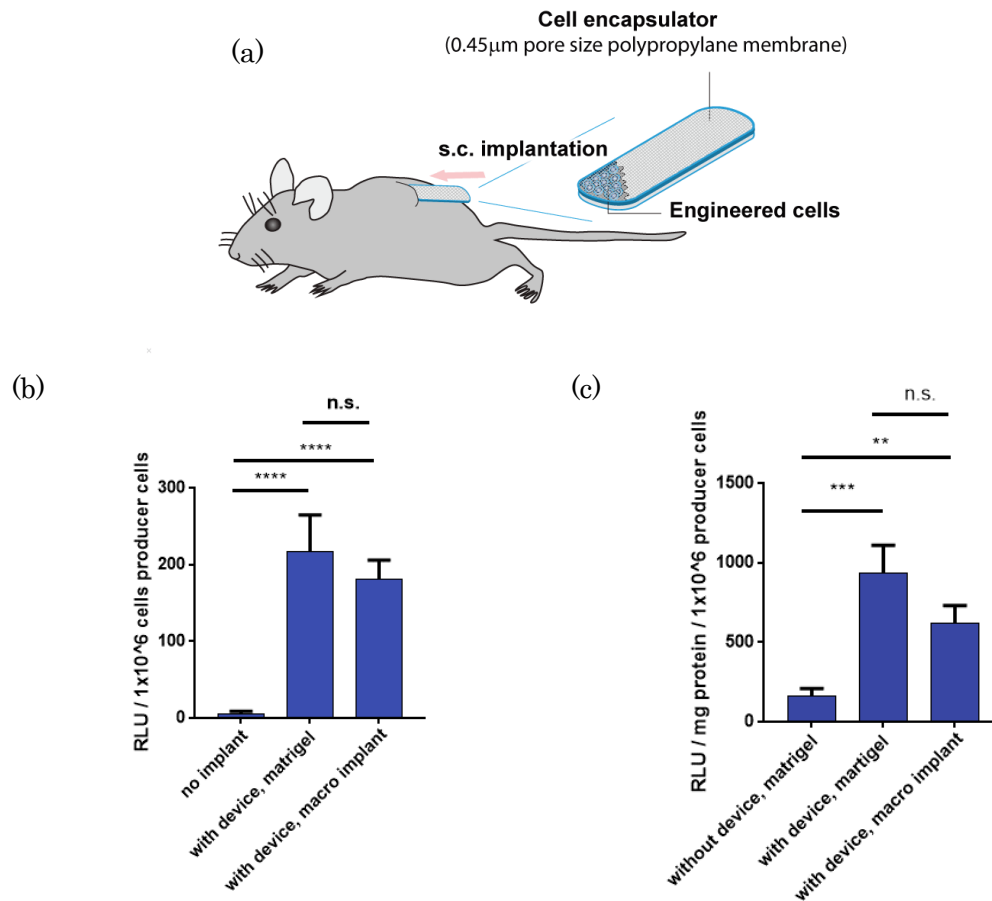 (a)
Cell encapsulator
(0.45μm pore size polypropylane membrane)
s.c. implantation
Engineered cells
(b)
n.s.
****
****
RLU / 1x10^6 cells producer cells
300
200
100
0
no implant
with device, matrigel
with device, macro implant
(c)
n.s.
**
***
RLU / mg protein / 1x10^6 producer cells
1500
1000
500
0
without device, matrigel
with device, martigel
with device, macro implant